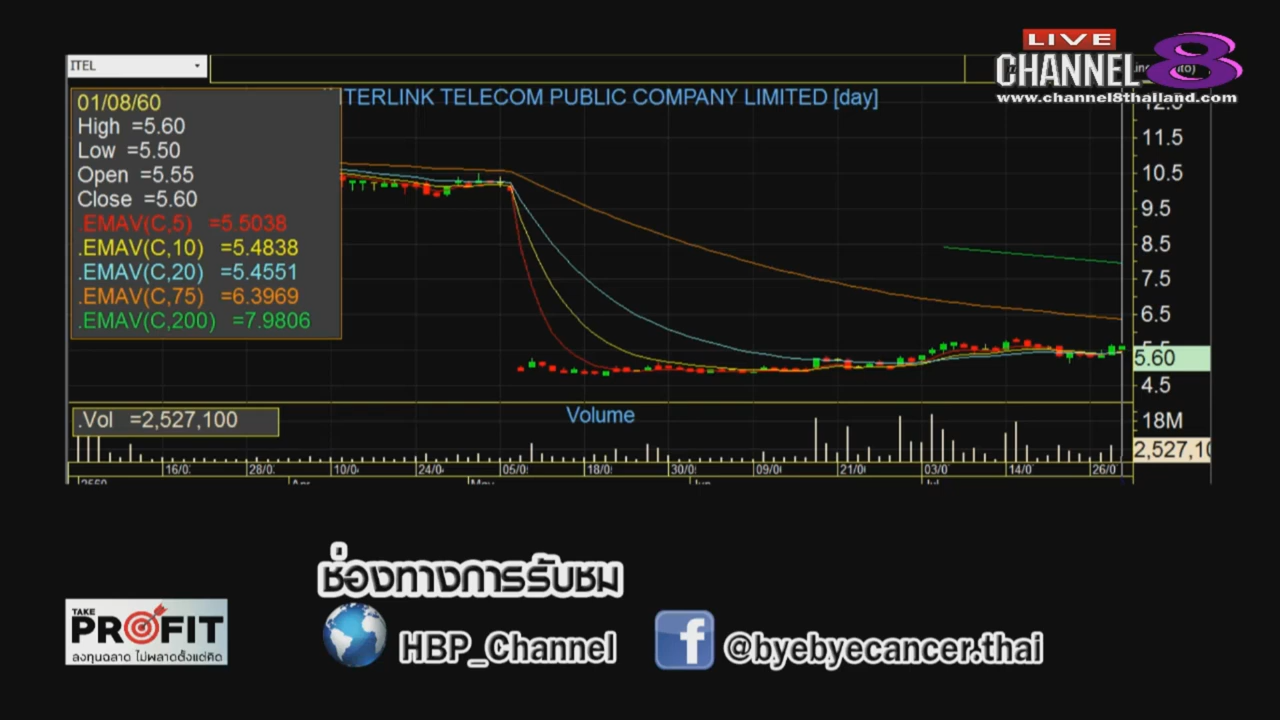 LIVE
CHANNEL 8
www.channel8thailand.com
ITEL
TERLINK TELECOM PUBLIC COMPANY LIMITED [day]
01/08/60
High =5.60
Low =5.50
Open =5.55
Close =5.60
.EMAV(C,5) =5.5038
.EMAV(C,10) =5.4838
.EMAV(C,20) =5.4551
.EMAV(C,75) =6.3969
.EMAV(C,200) =7.9806
11.5
10.5
9.5
8.5
7.5
6.5
5.60
4.5
.Vol =2,527,100
Volume
18M
2,527,10
16/0 28/0 10/0 24/0 05/0 18/0 30/0 09/0 21/0 03/0 14/0 26/0
ช่องทางการรับชม
TAKE
PROFIT
ลงทุนฉลาด ไม่พลาดตั้งแต่คิด
HBP_Channel
f @byebyecancer.thai